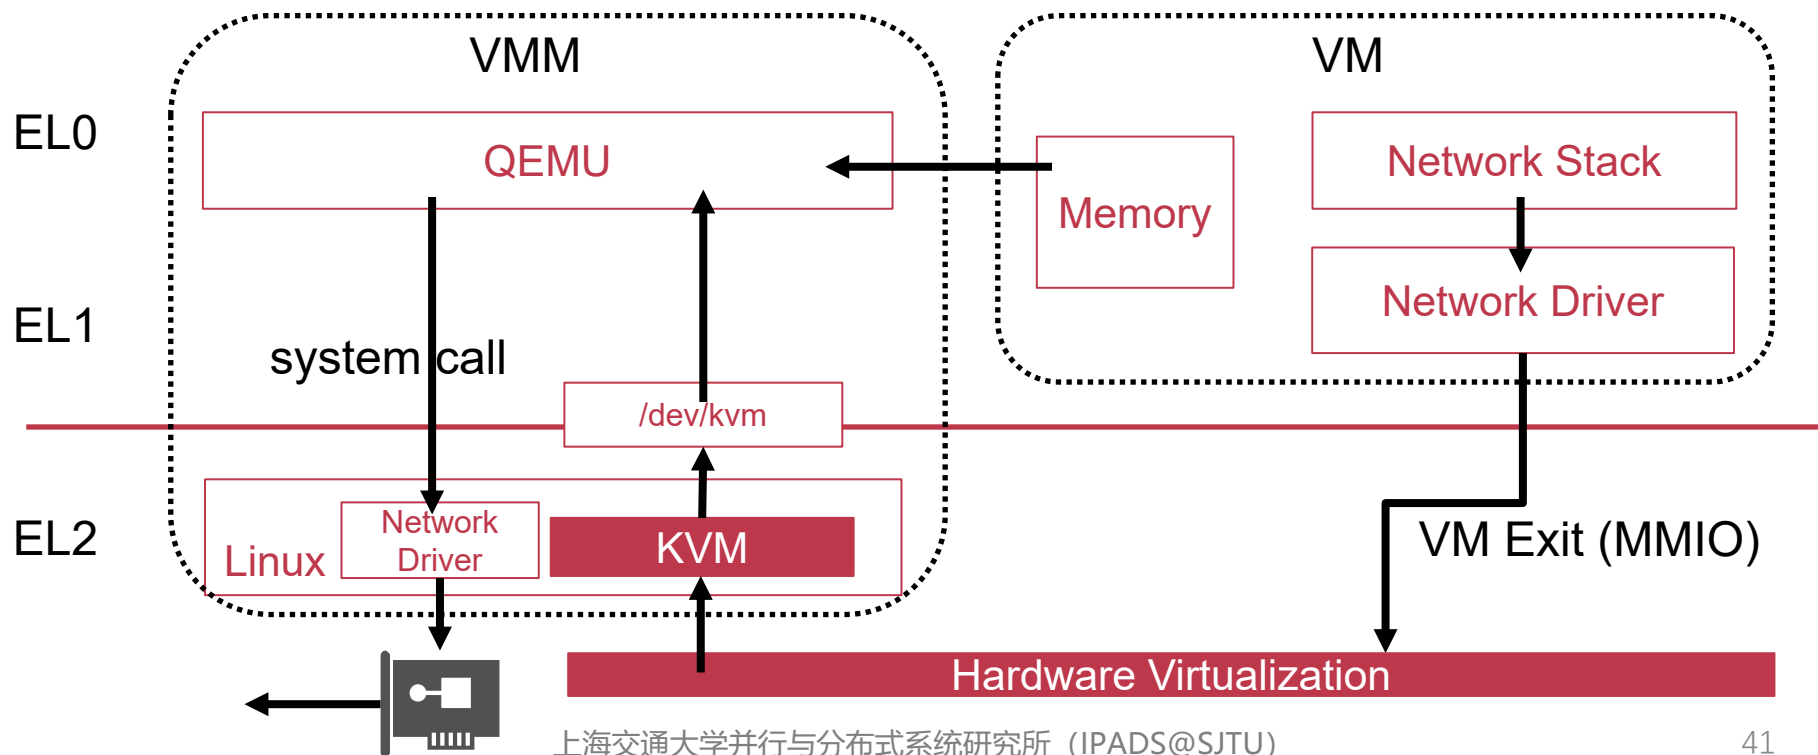 VMM
VM
EL0
QEMU
Memory
Network Stack
Network Driver
EL1
system call
/dev/kvm
EL2
Linux
Network
Driver
KVM
VM Exit (MMIO)
Hardware Virtualization
上海交通大学并行与分布式系统研究所（IPADS@SJTU）
41